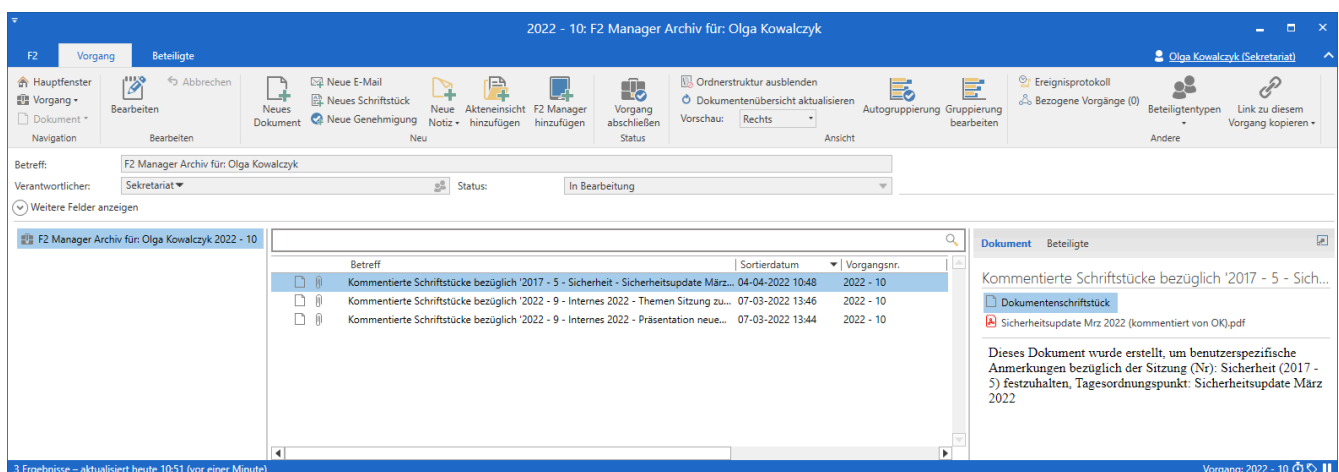 2022 - 10: F2 Manager Archiv für: Olga Kowalczyk
F2 Vorgang Beteiligte Olga Kowalczyk (Sekretariat)
Hauptfenster
Vorgang
Dokument
Navigation
Bearbeiten
Abbrechen
Bearbeiten
Neues Dokument
Neue E-Mail
Neues Schriftstück
Neue Genehmigung
Neue Notiz
Akteneinsicht hinzufügen
F2 Manager hinzufügen
Neu
Vorgang abschließen
Status
Ordnerstruktur ausblenden
Dokumentenübersicht aktualisieren
Vorschau: Rechts
Autogruppierung
Gruppierung bearbeiten
Ansicht
Ereignisprotokoll
Bezogene Vorgänge (0)
Beteiligtentypen
Link zu diesem Vorgang kopieren
Andere
Betreff: F2 Manager Archiv für: Olga Kowalczyk
Verantwortlicher: Sekretariat Status: In Bearbeitung
Weitere Felder anzeigen
F2 Manager Archiv für: Olga Kowalczyk 2022 - 10
Betreff Sortierdatum Vorgangsnr.
Kommentierte Schriftstücke bezüglich '2017 - 5 - Sicherheit - Sicherheitsupdate März... 04-04-2022 10:48 2022 - 10
Kommentierte Schriftstücke bezüglich '2022 - 9 - Internes 2022 - Themen Sitzung zu... 07-03-2022 13:46 2022 - 10
Kommentierte Schriftstücke bezüglich '2022 - 9 - Internes 2022 - Präsentation neue... 07-03-2022 13:44 2022 - 10
Dokument Beteiligte
Kommentierte Schriftstücke bezüglich '2017 - 5 - Sich...
Dokumentenschriftstück
Sicherheitsupdate Mrz 2022 (kommentiert von OK).pdf
Dieses Dokument wurde erstellt, um benutzerspezifische
Anmerkungen bezüglich der Sitzung (Nr): Sicherheit (2017 -
5) festzuhalten, Tagesordnungspunkt: Sicherheitsupdate März
2022
3 Ergebnisse – aktualisiert heute 10:51 (vor einer Minute) Vorgang: 2022 - 10